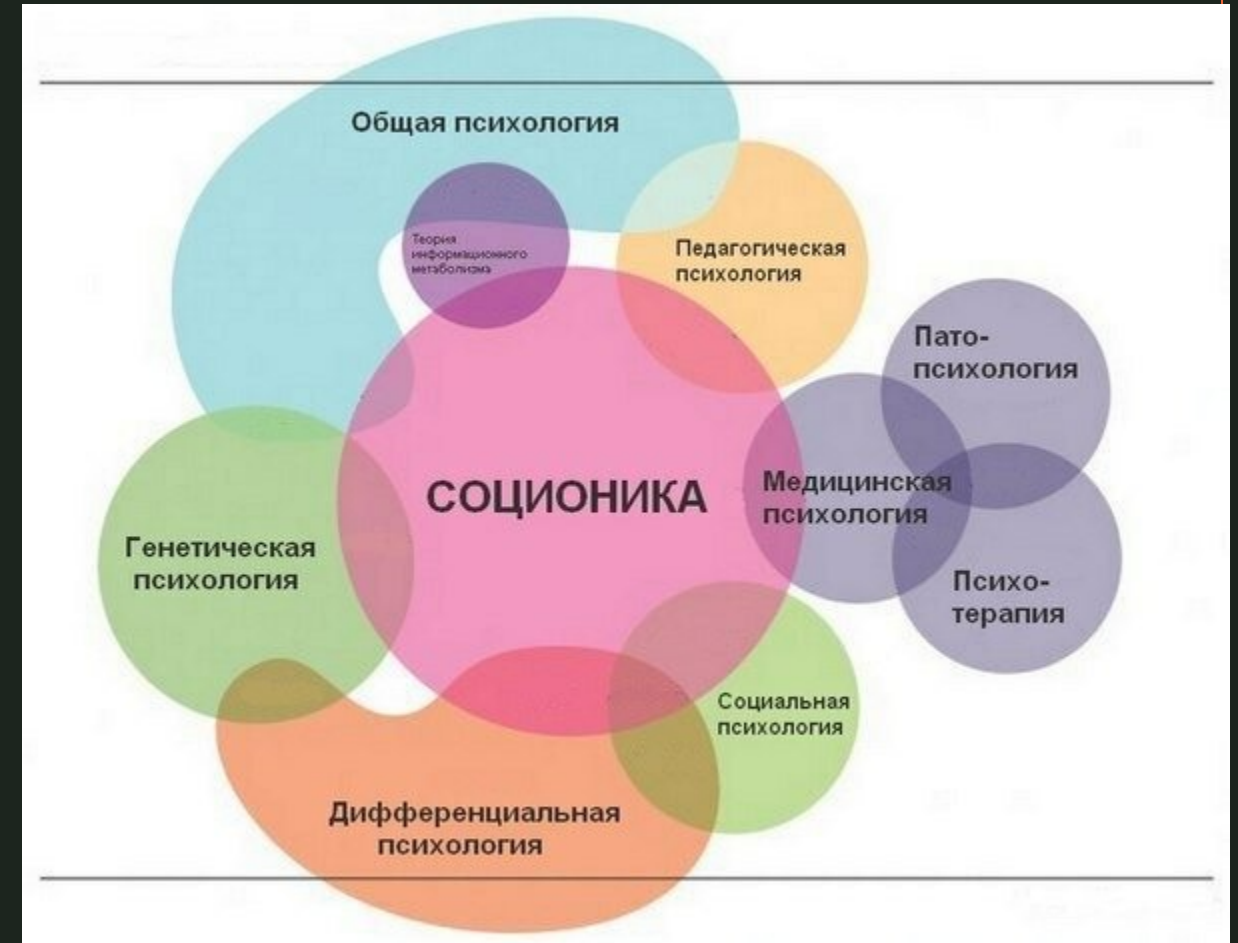 Общая психология
Теория
информационного
метаболизма
Педагогическая
психология
Пато-
психология
СОЦИОНИКА
Медицинская
психология
Генетическая
психология
Психо-
терапия
Социальная
психология
Дифференциальная
психология